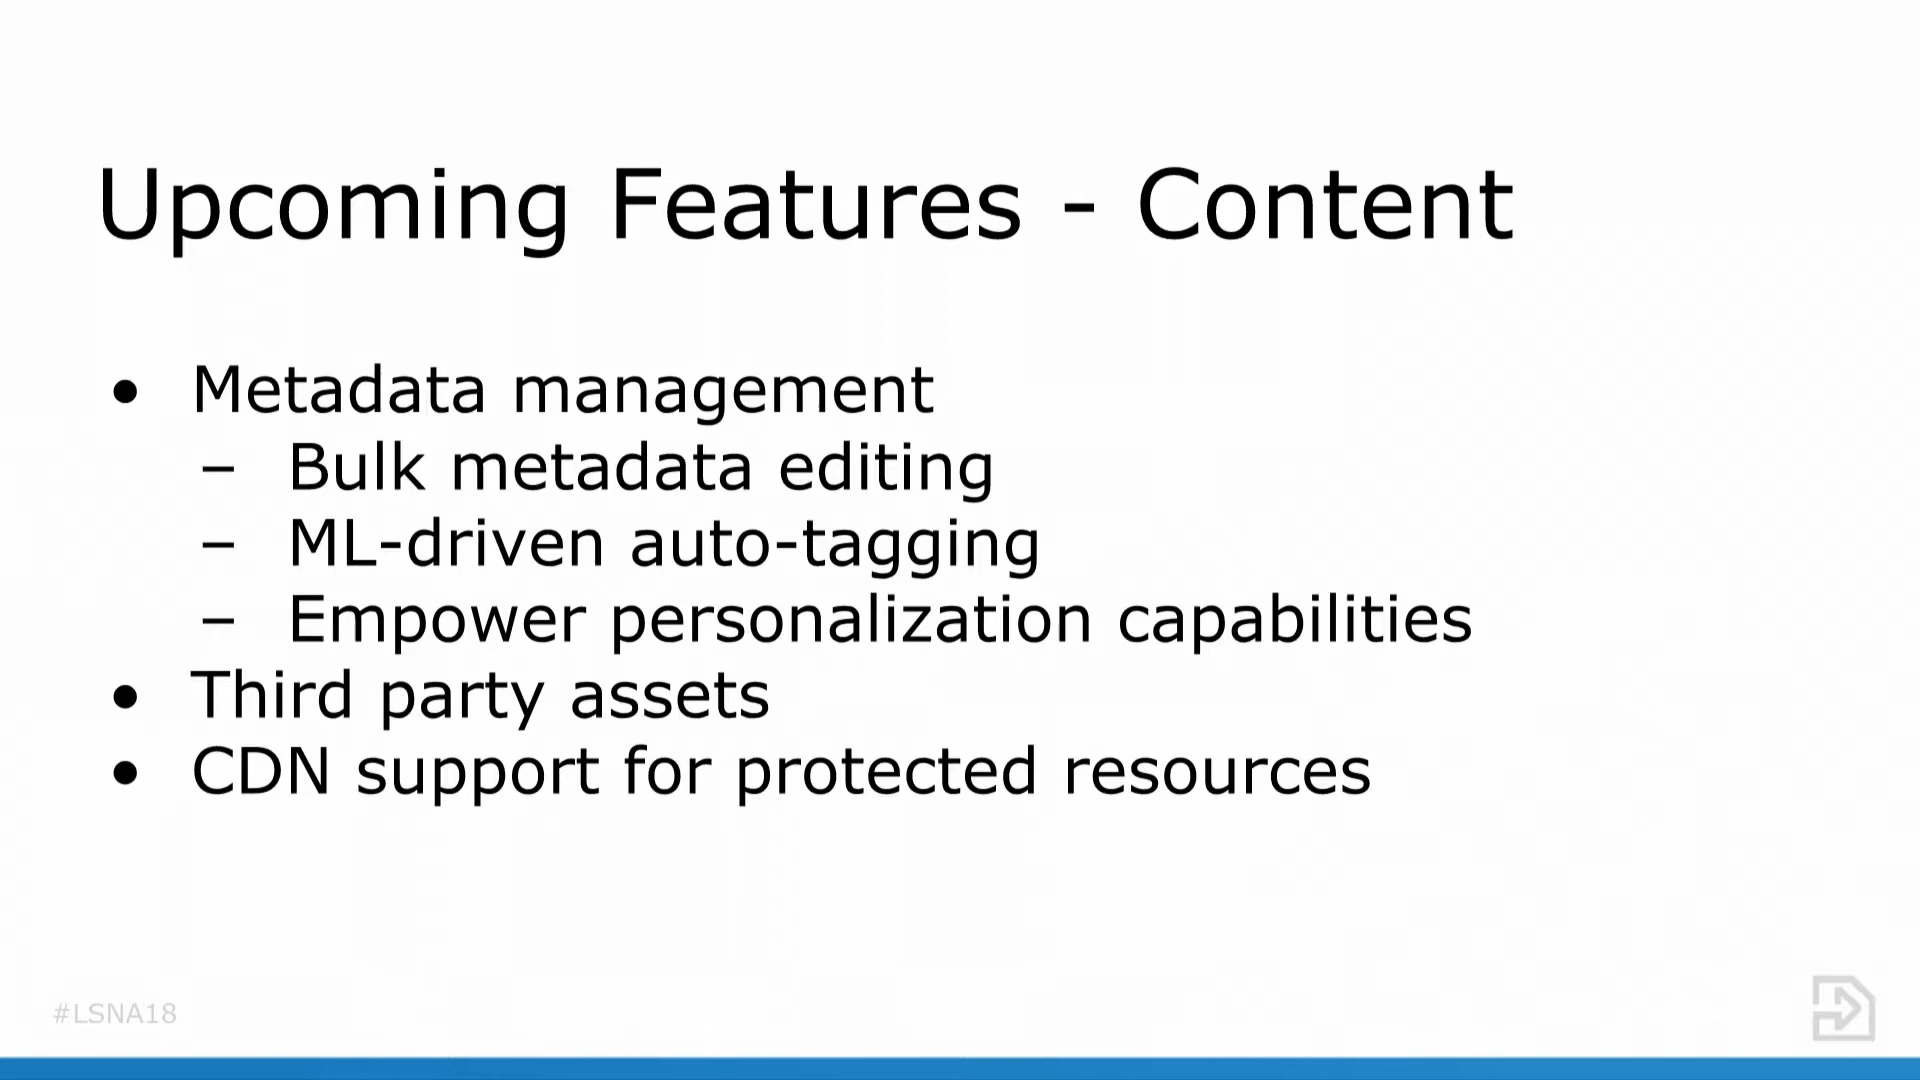 Upcoming Features - Content
• Metadata management
– Bulk metadata editing
– ML-driven auto-tagging
– Empower personalization capabilities
• Third party assets
• CDN support for protected resources
#LSNA18